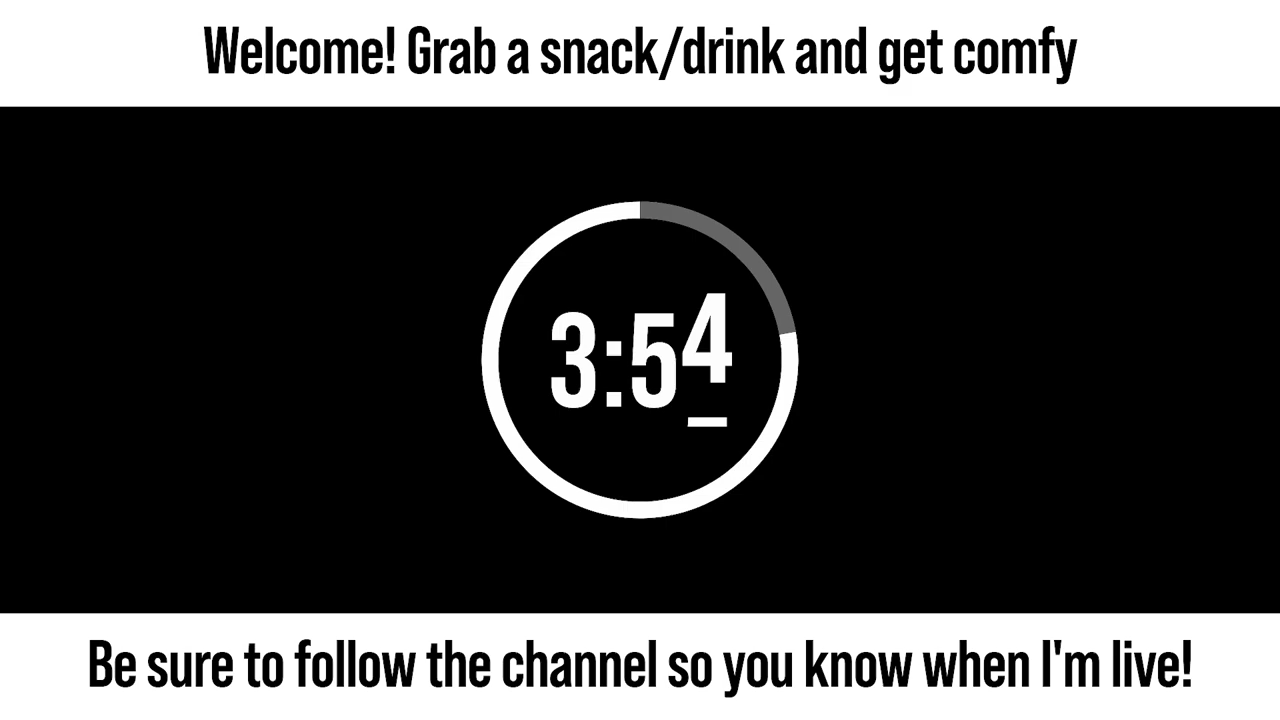 Welcome! Grab a snack/drink and get comfy
3:54
Be sure to follow the channel so you know when I'm live!